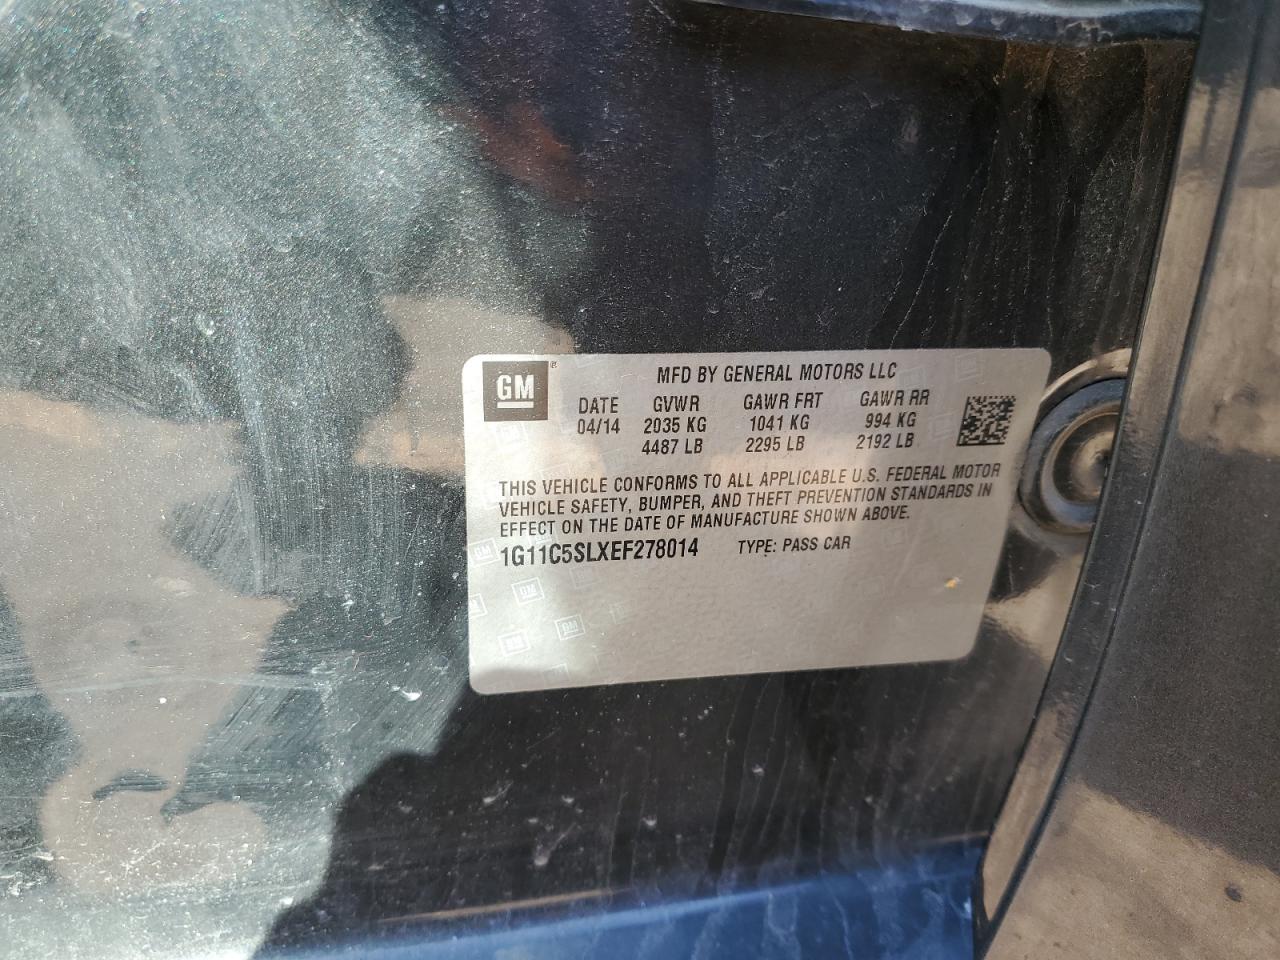 GM
MFD BY GENERAL MOTORS LLC
DATE GVWR GAWR FRT GAWR RR
04/14 2035 KG 1041 KG 994 KG
4487 LB 2295 LB 2192 LB
THIS VEHICLE CONFORMS TO ALL APPLICABLE U.S. FEDERAL MOTOR
VEHICLE SAFETY, BUMPER, AND THEFT PREVENTION STANDARDS IN
EFFECT ON THE DATE OF MANUFACTURE SHOWN ABOVE.
1G11C5SLXEF278014 TYPE: PASS CAR